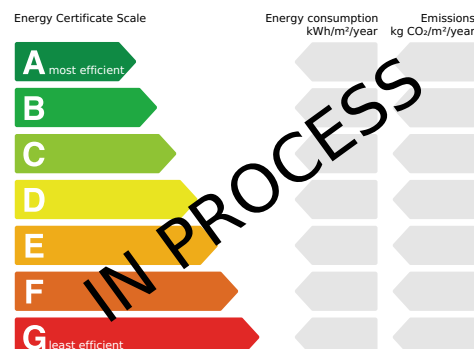 Energy Certificate Scale
Energy consumption
kWh/m²/year
Emissions
kg CO₂/m²/year
A most efficient
B
C
D
E
F
G least efficient
IN PROCESS